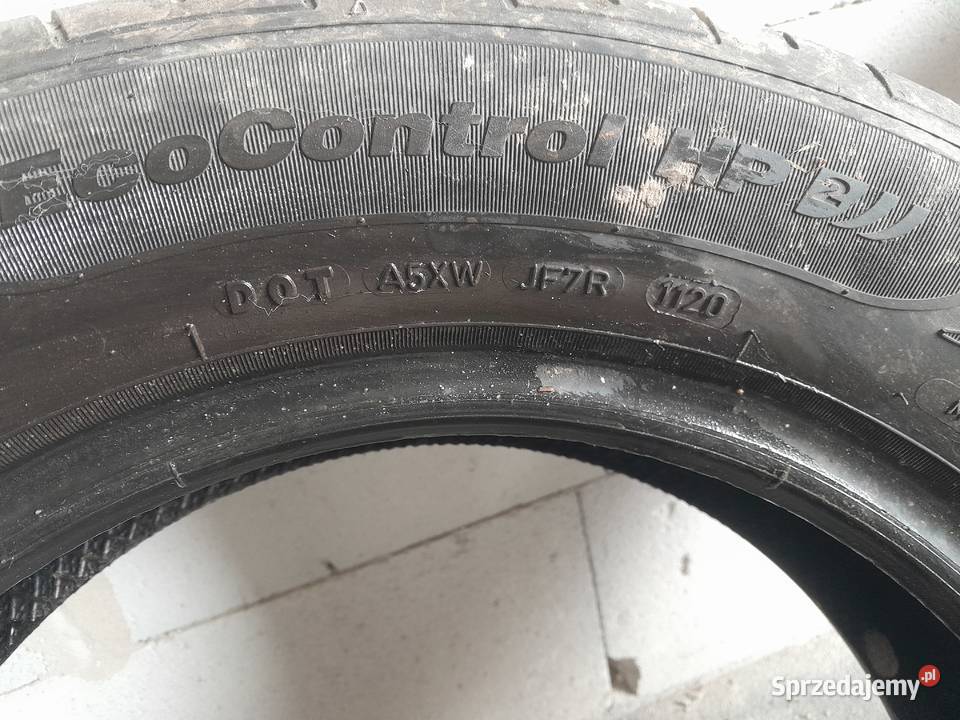 EcoControl HP 2
DOT A5XW JF7R 1120
Sprzedajemy.pl